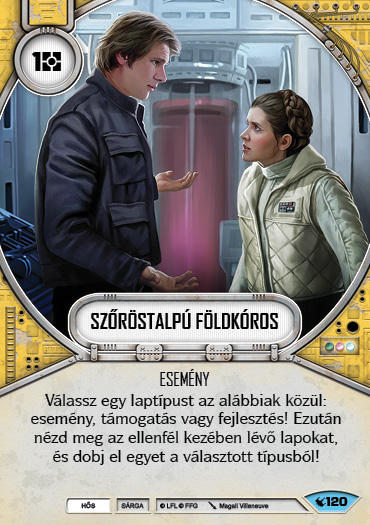 1
SZŐRÖSTALPÚ FÖLDKÓROS
ESEMÉNY
Válassz egy laptípust az alábbiak közül:
esemény, támogatás vagy fejlesztés! Ezután
nézd meg az ellenfél kezében lévő lapokat,
és dobj el egyet a választott típusból!
HŐS SÁRGA © LFL © FFG Magali Villeneuve 120